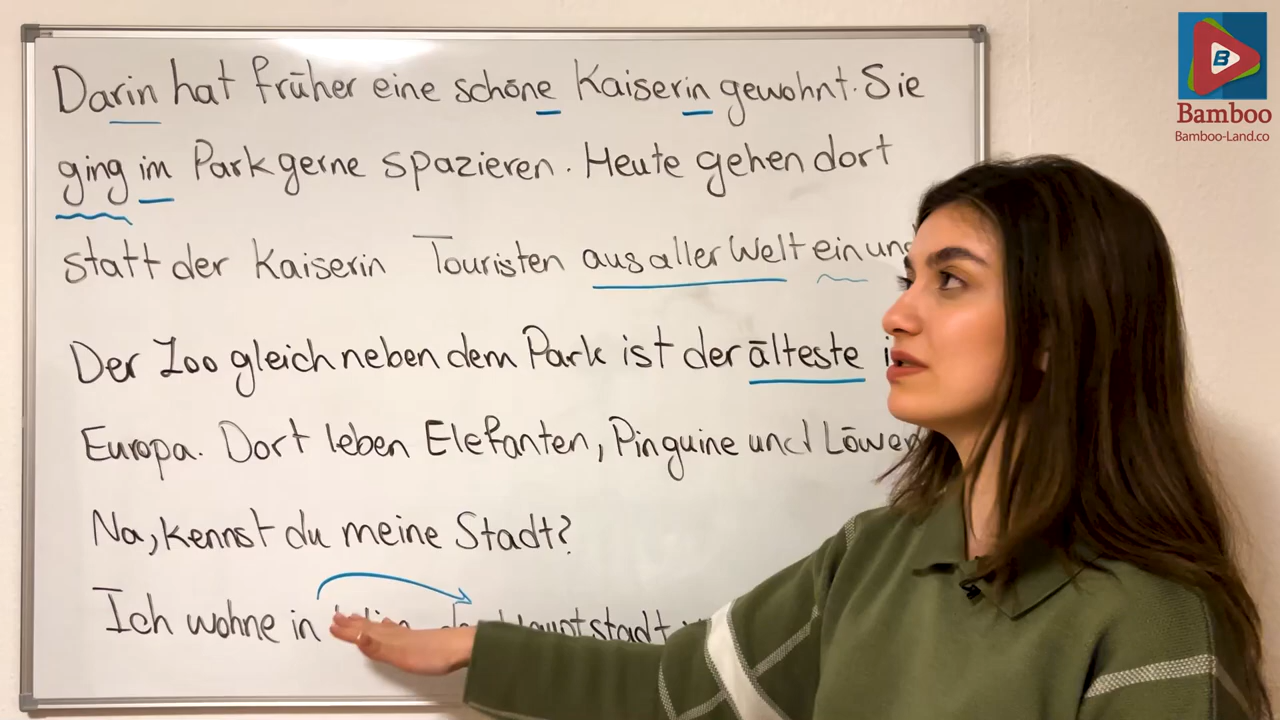 Darin hat früher eine schöne Kaiserin gewohnt. Sie
ging im Park gerne spazieren. Heute gehen dort
statt der Kaiserin Touristen aus aller Welt ein und
Der Zoo gleich neben dem Park ist der älteste
Europa. Dort leben Elefanten, Pinguine und Löwen
Na, kennst du meine Stadt?
Ich wohne in Hauptstadt
B
Bamboo
Bamboo-Land.co